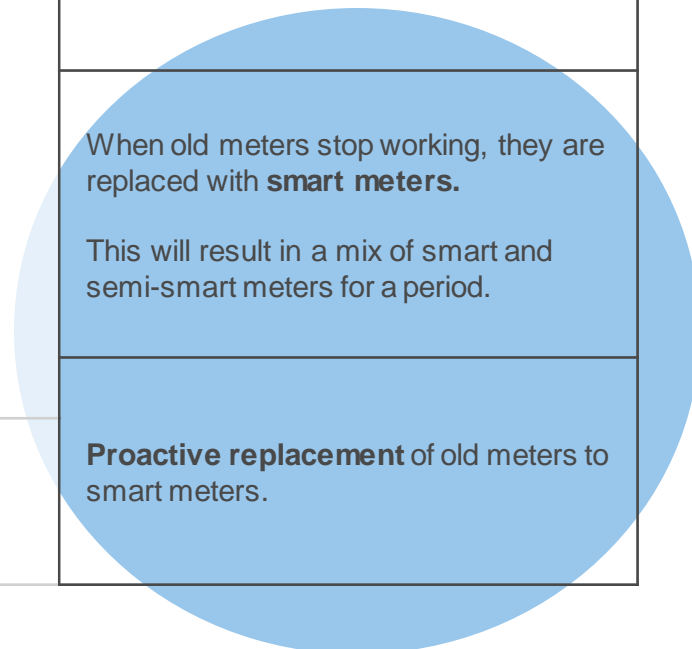 When old meters stop working, they are
replaced with smart meters.
This will result in a mix of smart and
semi-smart meters for a period.
Proactive replacement of old meters to
smart meters.